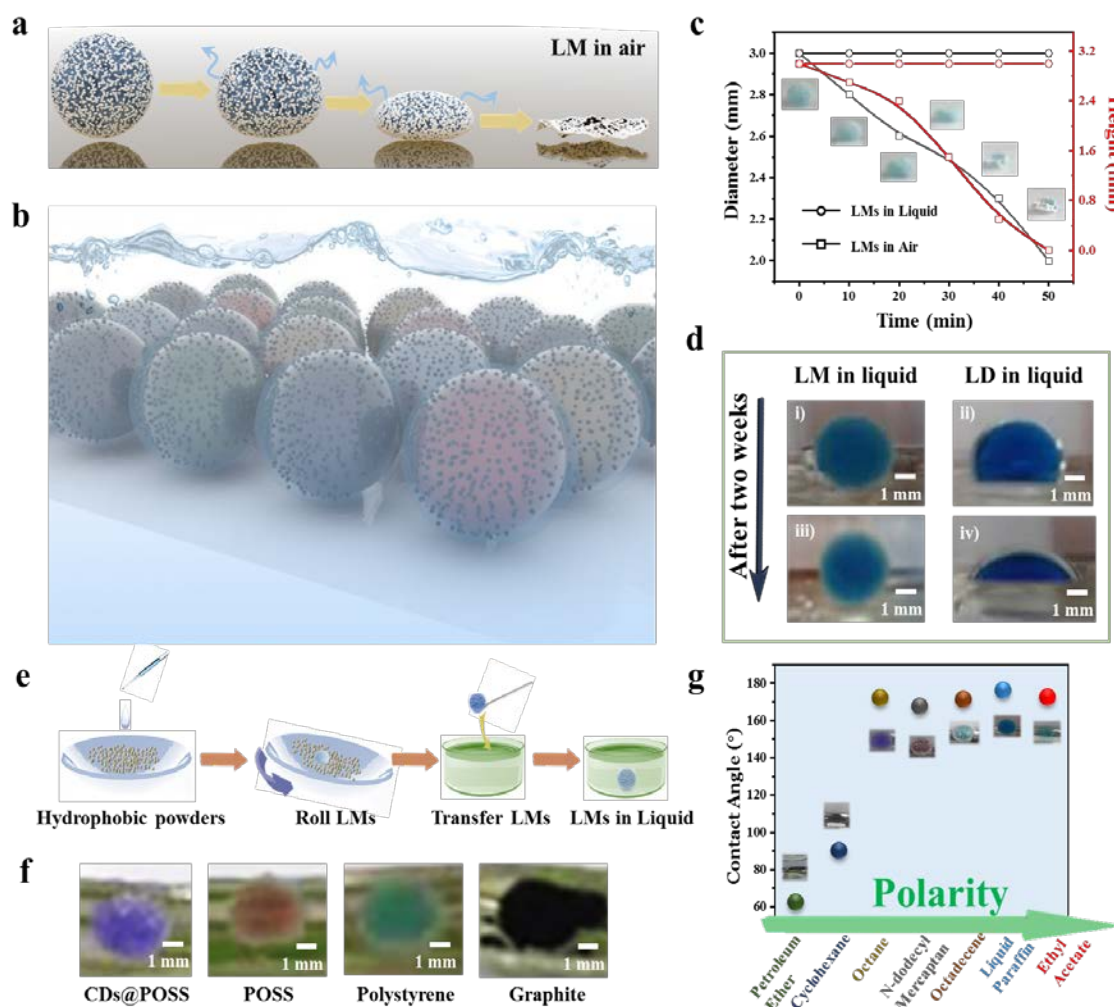 a
LM in air
b
c
3.0
2.8
2.6
2.4
2.2
2.0
Diameter (mm)
3.2
2.4
1.6
0.8
0.0
Height (mm)
LMs in Liquid
LMs in Air
0
10
20
30
40
50
Time (min)
d
LM in liquid
LD in liquid
After two weeks
i)
1 mm
ii)
1 mm
iii)
1 mm
iv)
1 mm
e
Hydrophobic powders
Roll LMs
Transfer LMs
LMs in Liquid
f
1 mm
1 mm
1 mm
1 mm
CDs@POSS
POSS
Polystyrene
Graphite
g
180
160
140
120
100
80
60
Contact Angle (°)
Polarity
Petroleum
Ether
Cyclohexane
Octane
N-dodecyl
Mercaptan
Octadecene
Liquid
Paraffin
Ethyl
Acetate